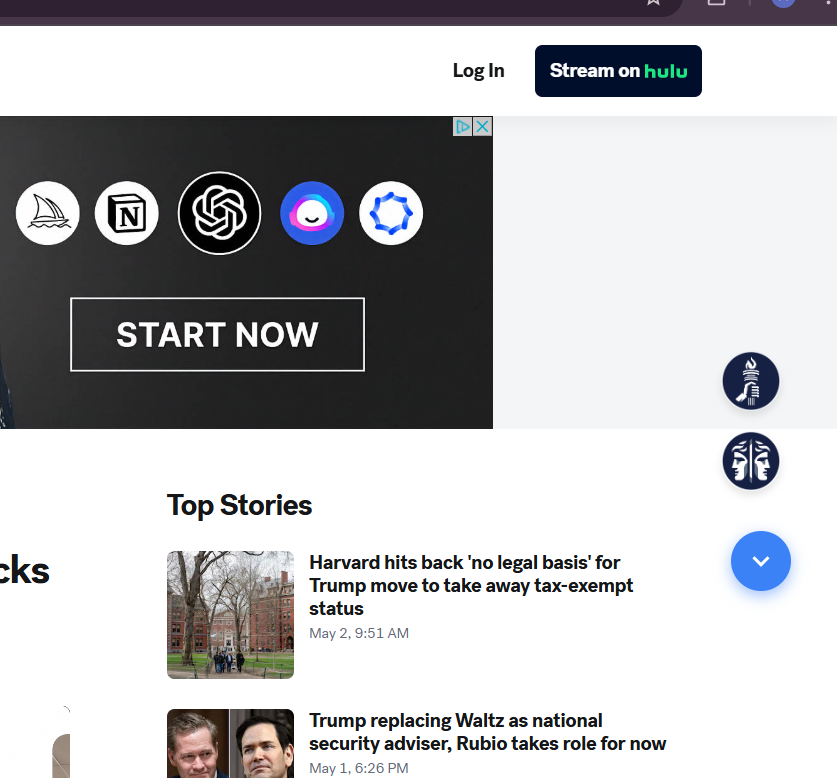 Log In
Stream on hulu
N
START NOW
Top Stories
cks
Harvard hits back 'no legal basis' for
Trump move to take away tax-exempt
status
May 2, 9:51 AM
Trump replacing Waltz as national
security adviser, Rubio takes role for now
May 1, 6:26 PM